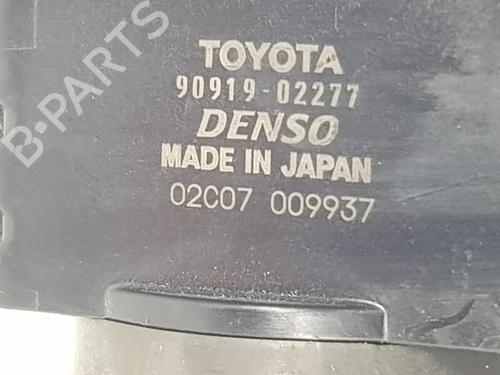 B-PARTS
TOYOTA
90919-02277
DENSO
MADE IN JAPAN
02C07 009937